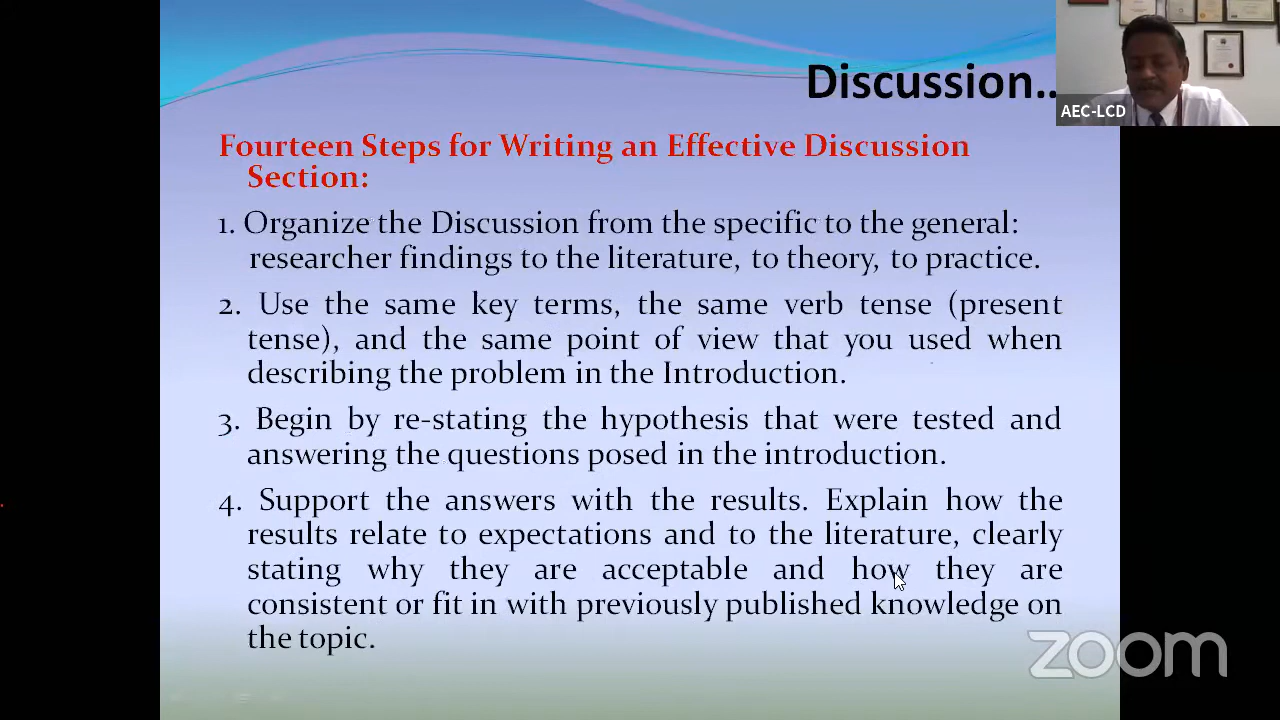 Discussion..
AEC-LCD
Fourteen Steps for Writing an Effective Discussion
Section:
1. Organize the Discussion from the specific to the general:
researcher findings to the literature, to theory, to practice.
2. Use the same key terms, the same verb tense (present
tense), and the same point of view that you used when
describing the problem in the Introduction.
3. Begin by re-stating the hypothesis that were tested and
answering the questions posed in the introduction.
4. Support the answers with the results. Explain how the
results relate to expectations and to the literature, clearly
stating why they are acceptable and how they are
consistent or fit in with previously published knowledge on
the topic.
zoom